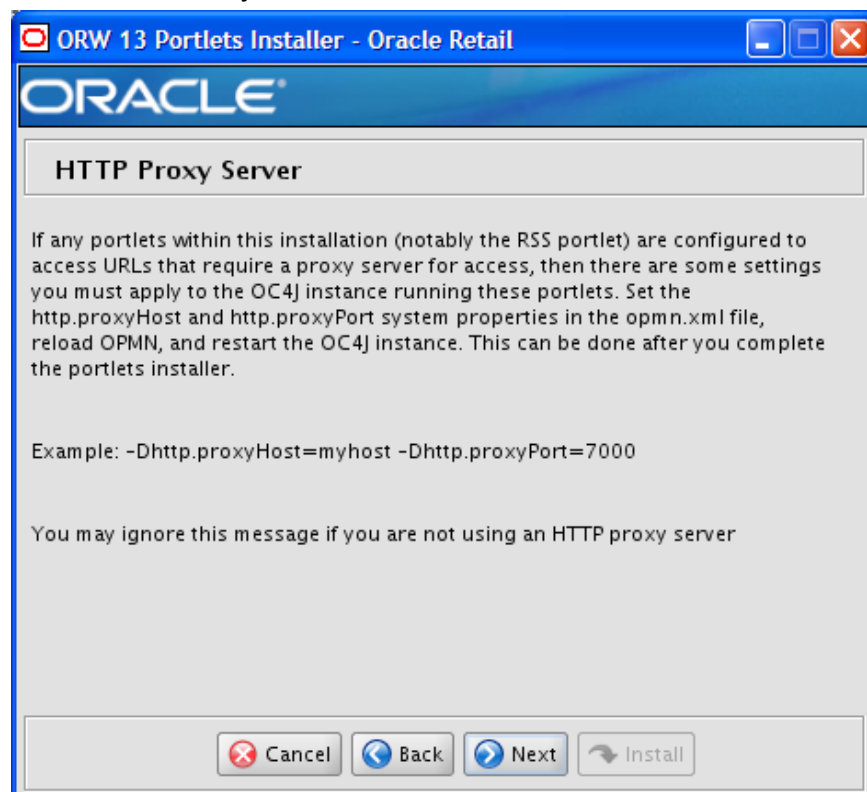 ORW 13 Portlets Installer - Oracle Retail
ORACLE
HTTP Proxy Server
If any portlets within this installation (notably the RSS portlet) are configured to
access URLs that require a proxy server for access, then there are some settings
you must apply to the OC4J instance running these portlets. Set the
http.proxyHost and http.proxyPort system properties in the opmn.xml file,
reload OPMN, and restart the OC4J instance. This can be done after you complete
the portlets installer.
Example: -Dhttp.proxyHost=myhost -Dhttp.proxyPort=7000
You may ignore this message if you are not using an HTTP proxy server
Cancel Back Next Install